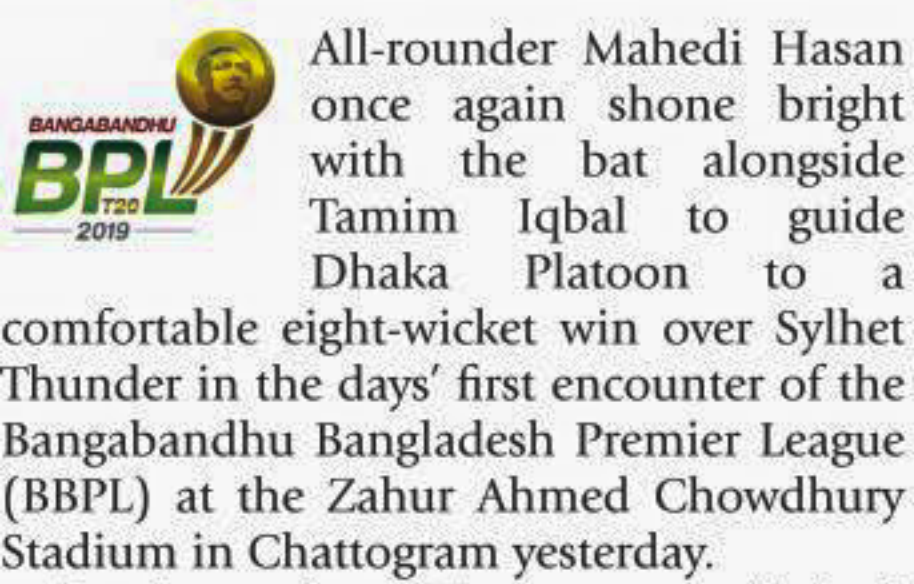 BANGABANDHU
BPL
T20
2019
All-rounder Mahedi Hasan
once again shone bright
with the bat alongside
Tamim Iqbal to guide
Dhaka Platoon to a
comfortable eight-wicket win over Sylhet
Thunder in the days’ first encounter of the
Bangabandhu Bangladesh Premier League
(BBPL) at the Zahur Ahmed Chowdhury
Stadium in Chattogram yesterday.